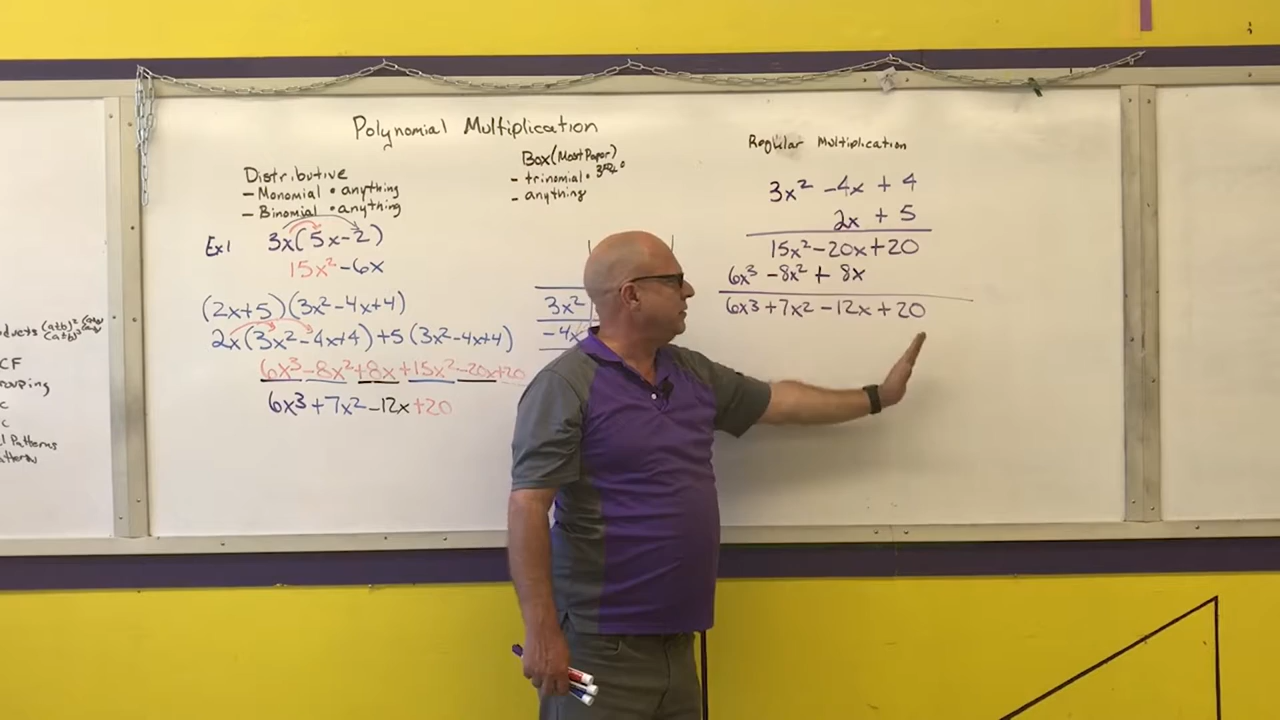 Polynomial Multiplication
Distributive
- Monomial • anything
- Binomial • anything
Ex1 3x(5x-2)
15x² -6x
(2x+5)(3x²-4x+4)
2x(3x²-4x+4)+5(3x²-4x+4)
6x³-8x²+8x+15x²-20x+20
6x³+7x²-12x+20
Box (Most Paper)
- trinomial •
- anything
3x²
-4x
Regular Multiplication
3x² -4x + 4
2x + 5
15x²-20x+20
6x³ -8x² + 8x
6x³ +7x² -12x +20
CF
l Patterns